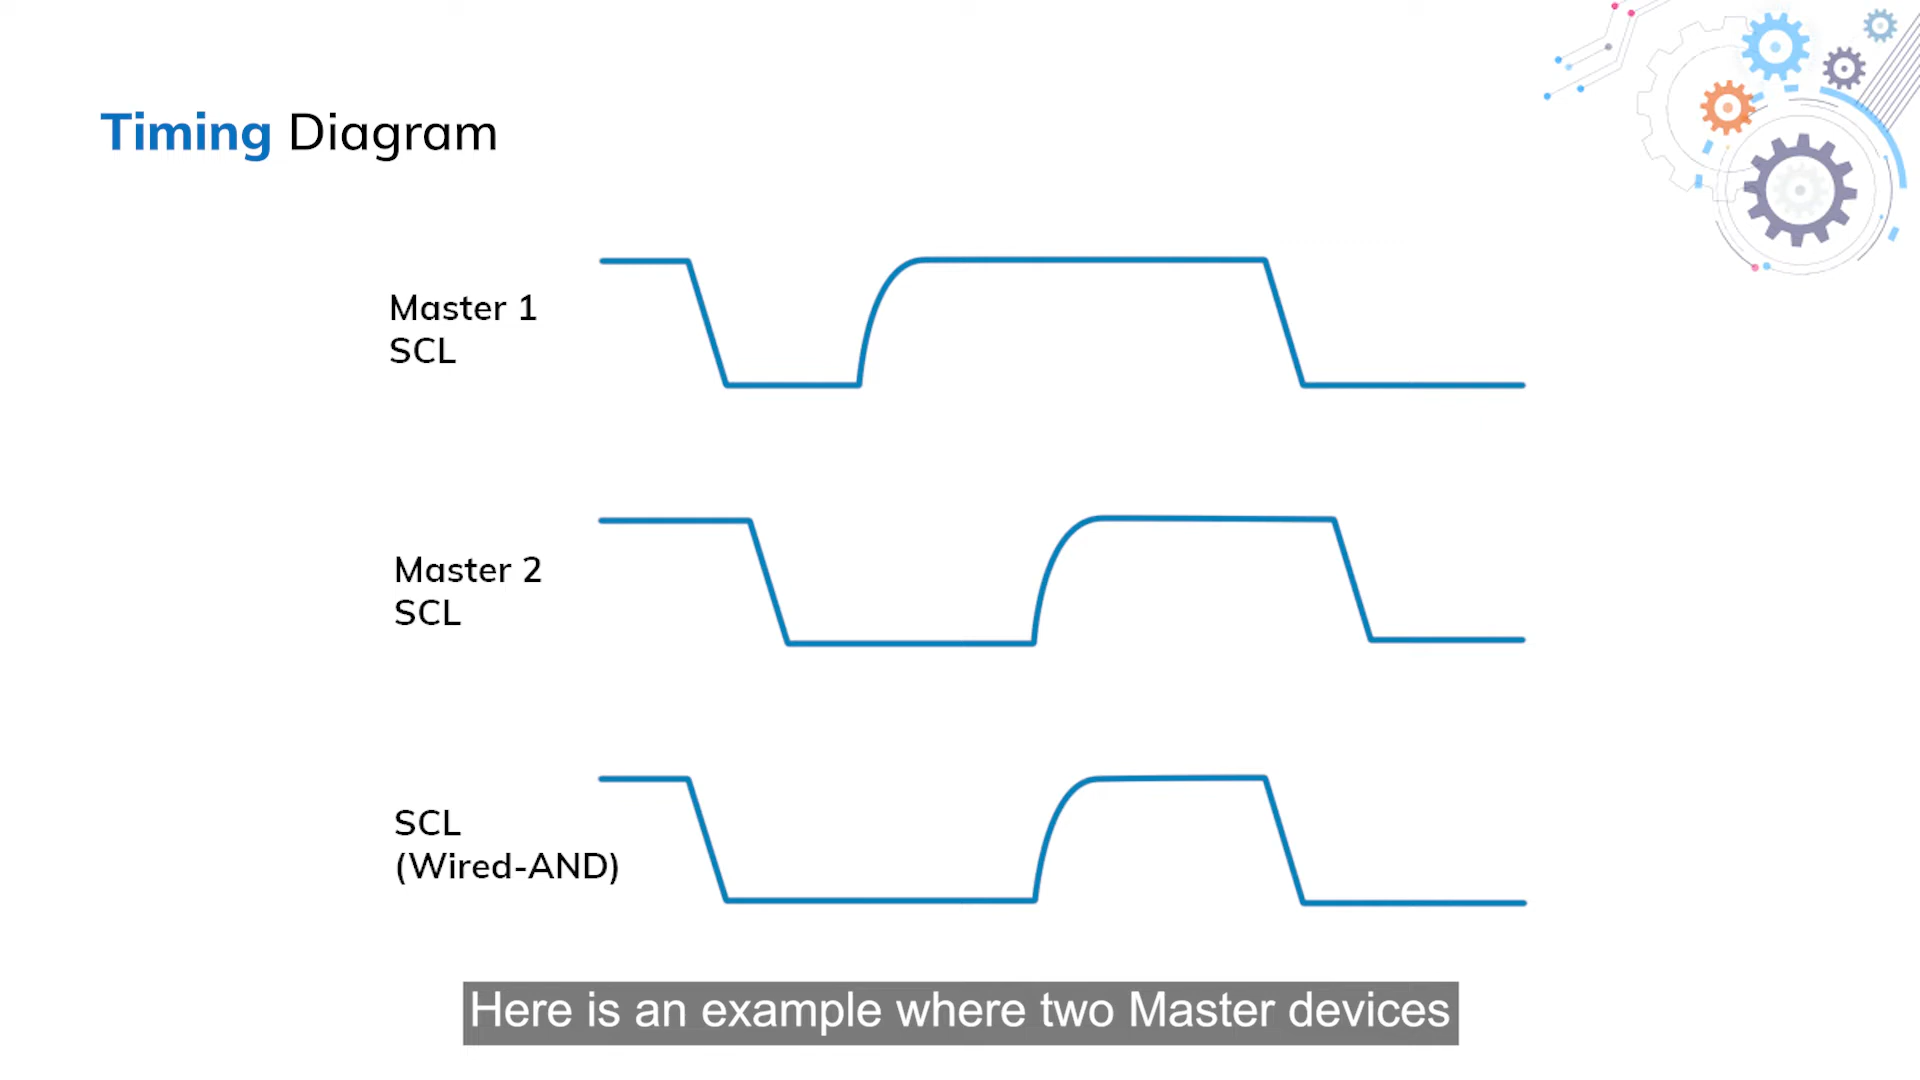 Timing Diagram
Master 1
SCL
Master 2
SCL
SCL
(Wired-AND)
Here is an example where two Master devices